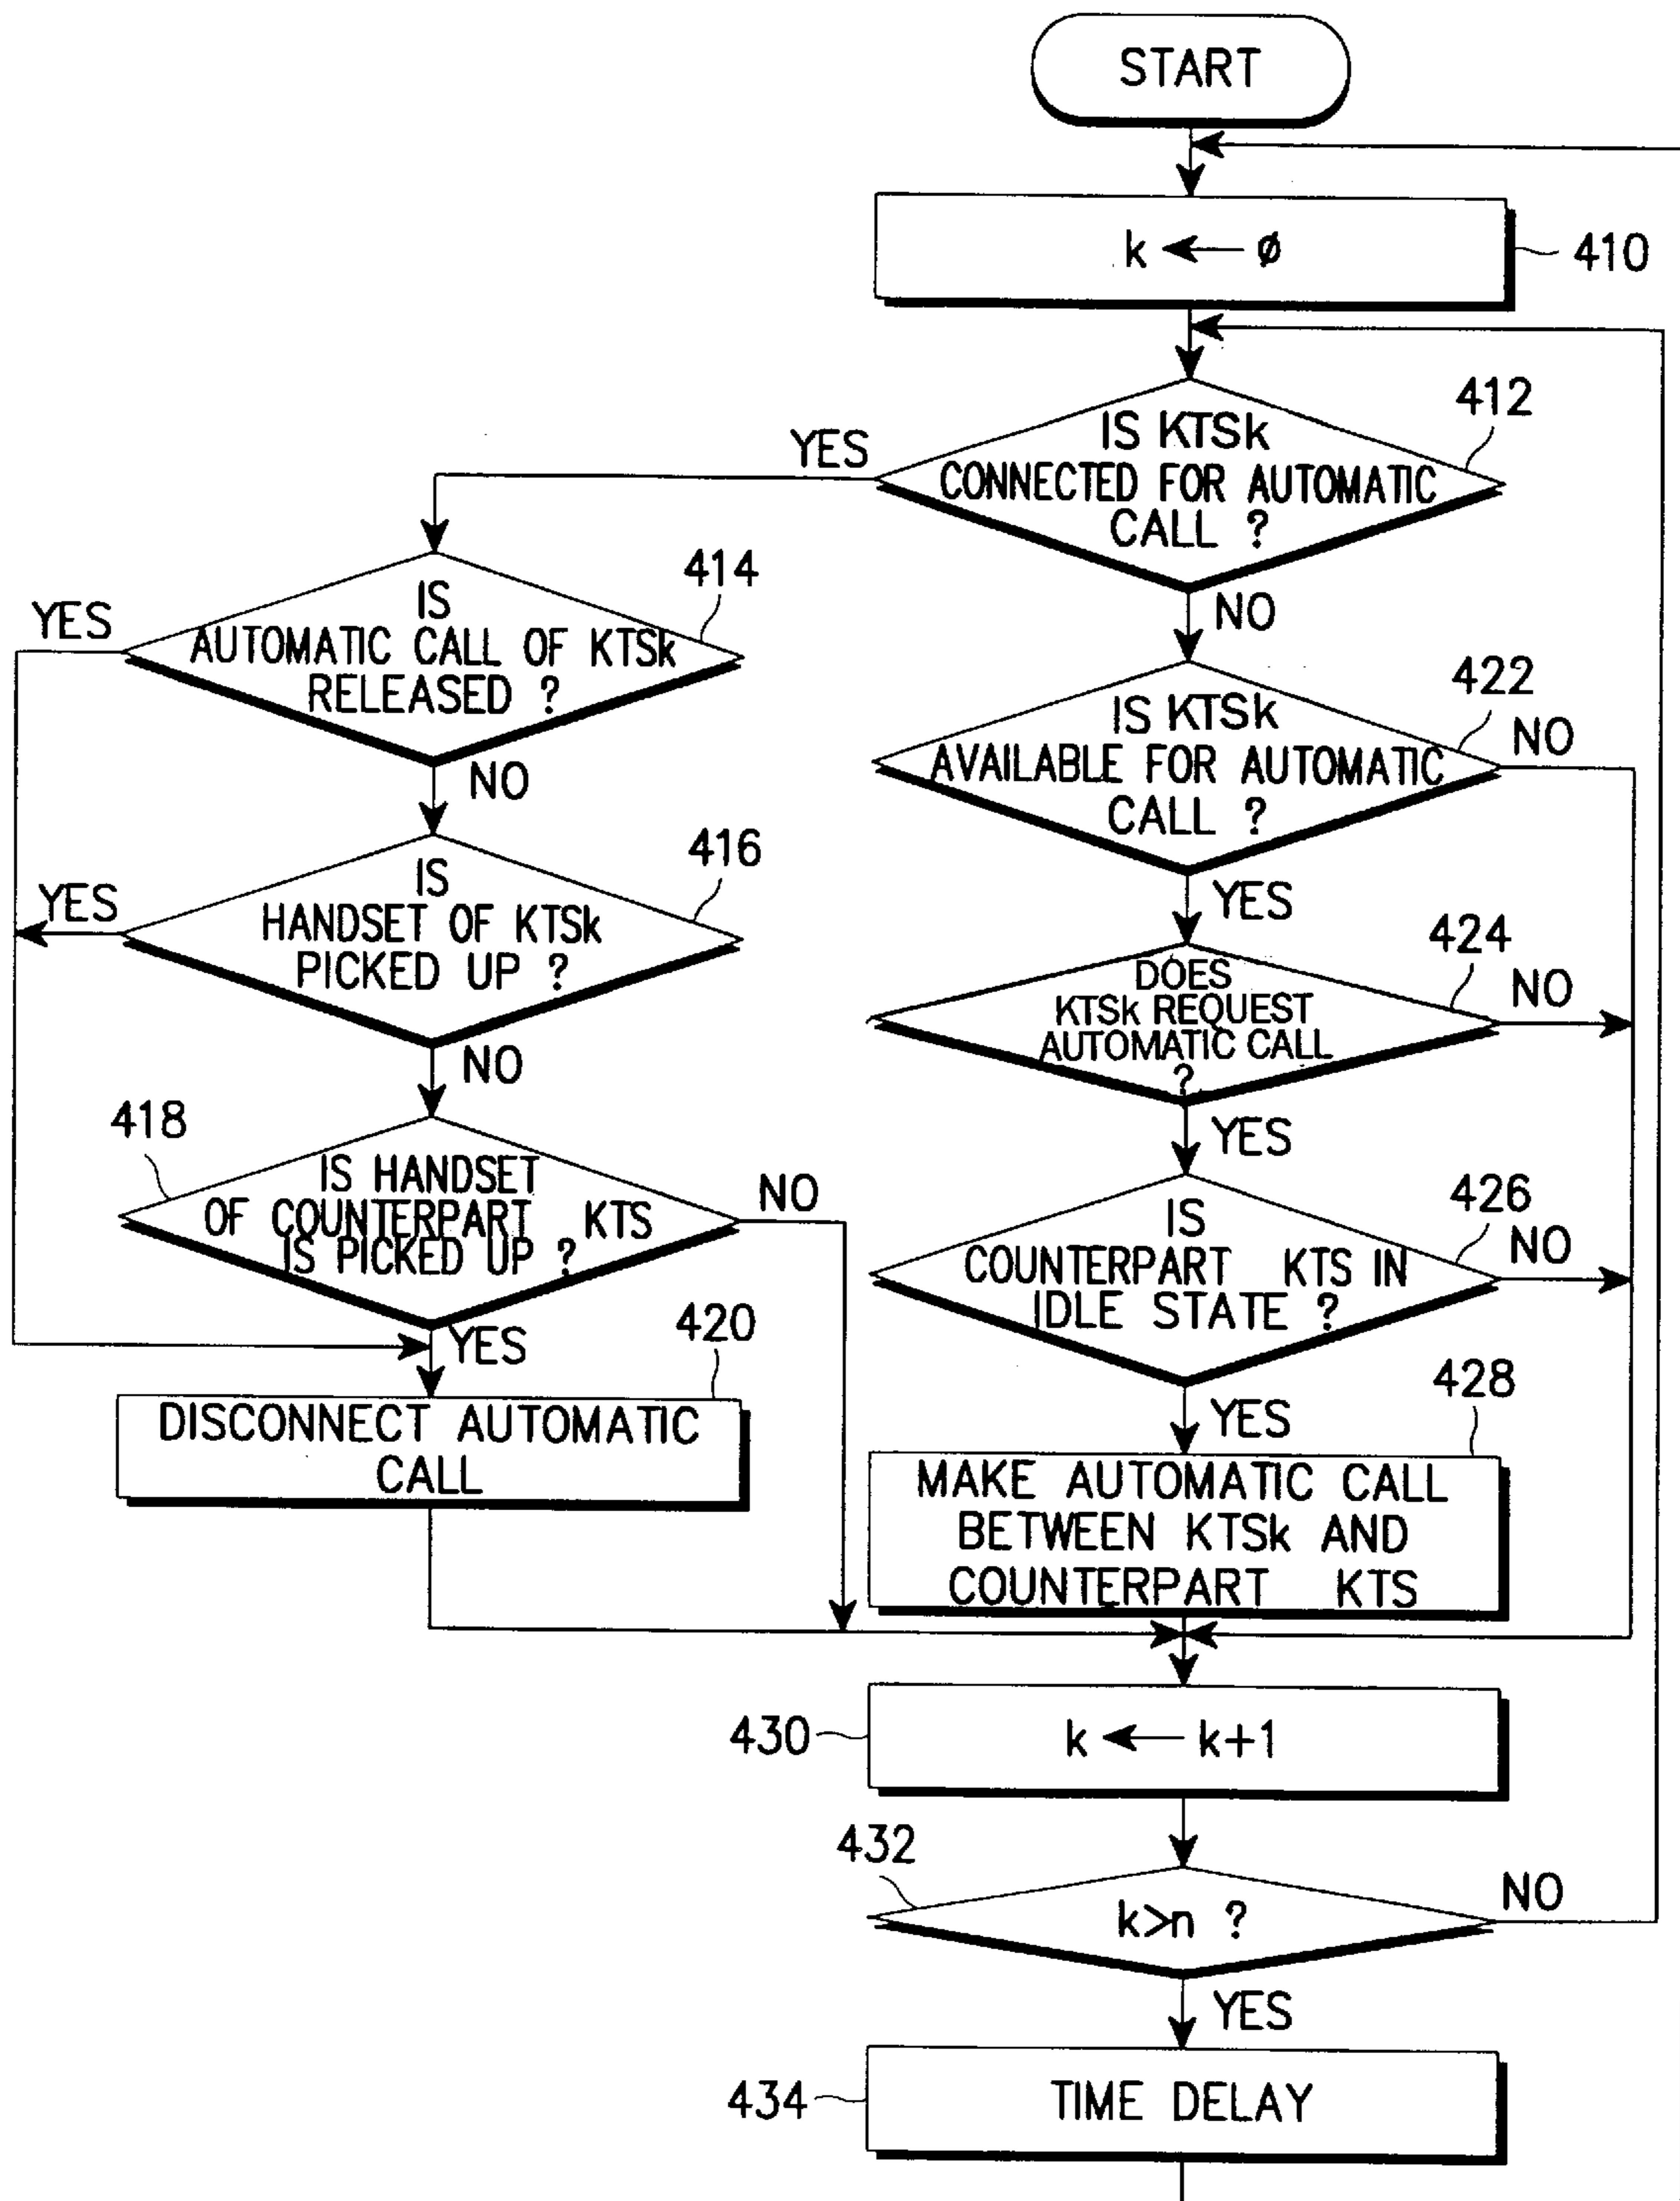 START
k ← ø
410
IS KTSk
CONNECTED FOR AUTOMATIC
CALL ?
412
YES
NO
IS
AUTOMATIC CALL OF KTSk
RELEASED ?
414
YES
NO
IS KTSk
AVAILABLE FOR AUTOMATIC
CALL ?
422
NO
YES
IS
HANDSET OF KTSk
PICKED UP ?
416
YES
NO
DOES
KTSk REQUEST
AUTOMATIC CALL
?
424
NO
YES
418
IS HANDSET
OF COUNTERPART KTS
IS PICKED UP ?
NO
YES
IS
COUNTERPART KTS IN
IDLE STATE ?
426
NO
YES
420
DISCONNECT AUTOMATIC
CALL
428
MAKE AUTOMATIC CALL
BETWEEN KTSk AND
COUNTERPART KTS
430
k ← k+1
432
k>n ?
NO
YES
434
TIME DELAY